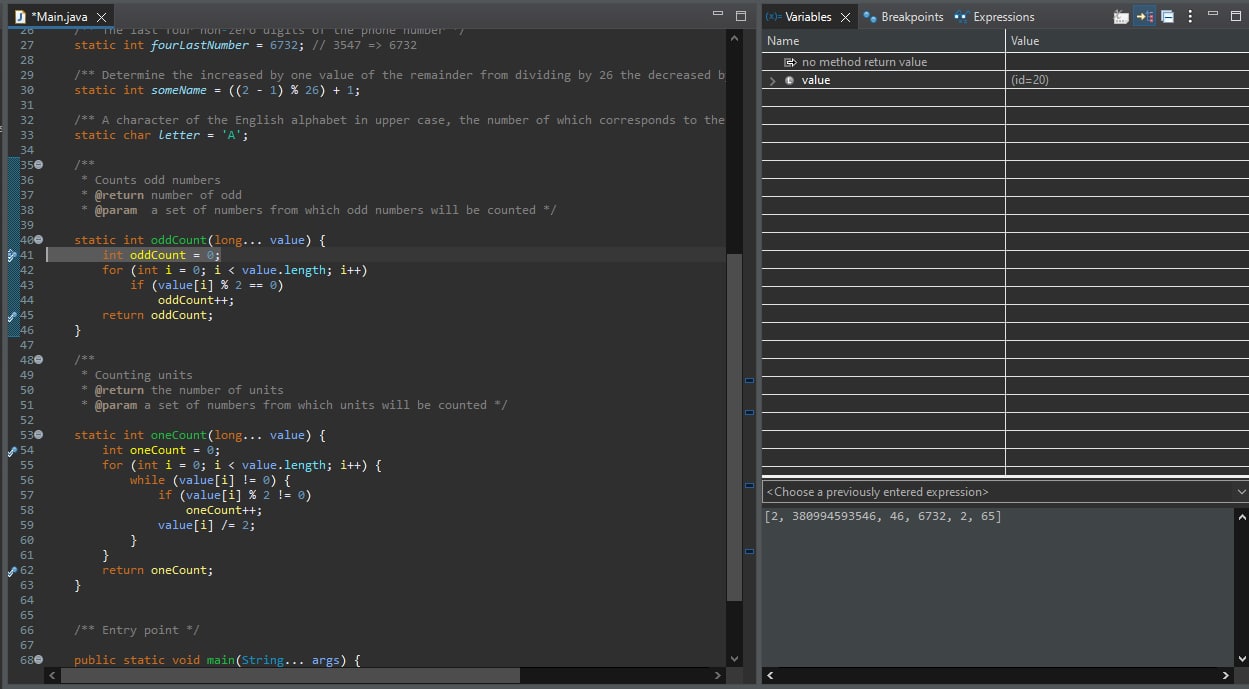 *Main.java
26 /** The last four non-zero digits of the phone number */
27 static int fourLastNumber = 6732; // 3547 => 6732
28
29 /** Determine the increased by one value of the remainder from dividing by 26 the decreased b
30 static int someName = ((2 - 1) % 26) + 1;
31
32 /** A character of the English alphabet in upper case, the number of which corresponds to the
33 static char letter = 'A';
34
35 /**
36 * Counts odd numbers
37 * @return number of odd
38 * @param  a set of numbers from which odd numbers will be counted */
39
40 static int oddCount(long... value) {
41 int oddCount = 0;
42 for (int i = 0; i < value.length; i++)
43 if (value[i] % 2 == 0)
44 oddCount++;
45 return oddCount;
46 }
47
48 /**
49 * Counting units
50 * @return the number of units
51 * @param a set of numbers from which units will be counted */
52
53 static int oneCount(long... value) {
54 int oneCount = 0;
55 for (int i = 0; i < value.length; i++) {
56 while (value[i] != 0) {
57 if (value[i] % 2 != 0)
58 oneCount++;
59 value[i] /= 2;
60 }
61 }
62 return oneCount;
63 }
64
65
66 /** Entry point */
67
68 public static void main(String... args) {
(x)= Variables Breakpoints Expressions
Name Value
no method return value
value (id=20)
<Choose a previously entered expression>
[2, 380994593546, 46, 6732, 2, 65]